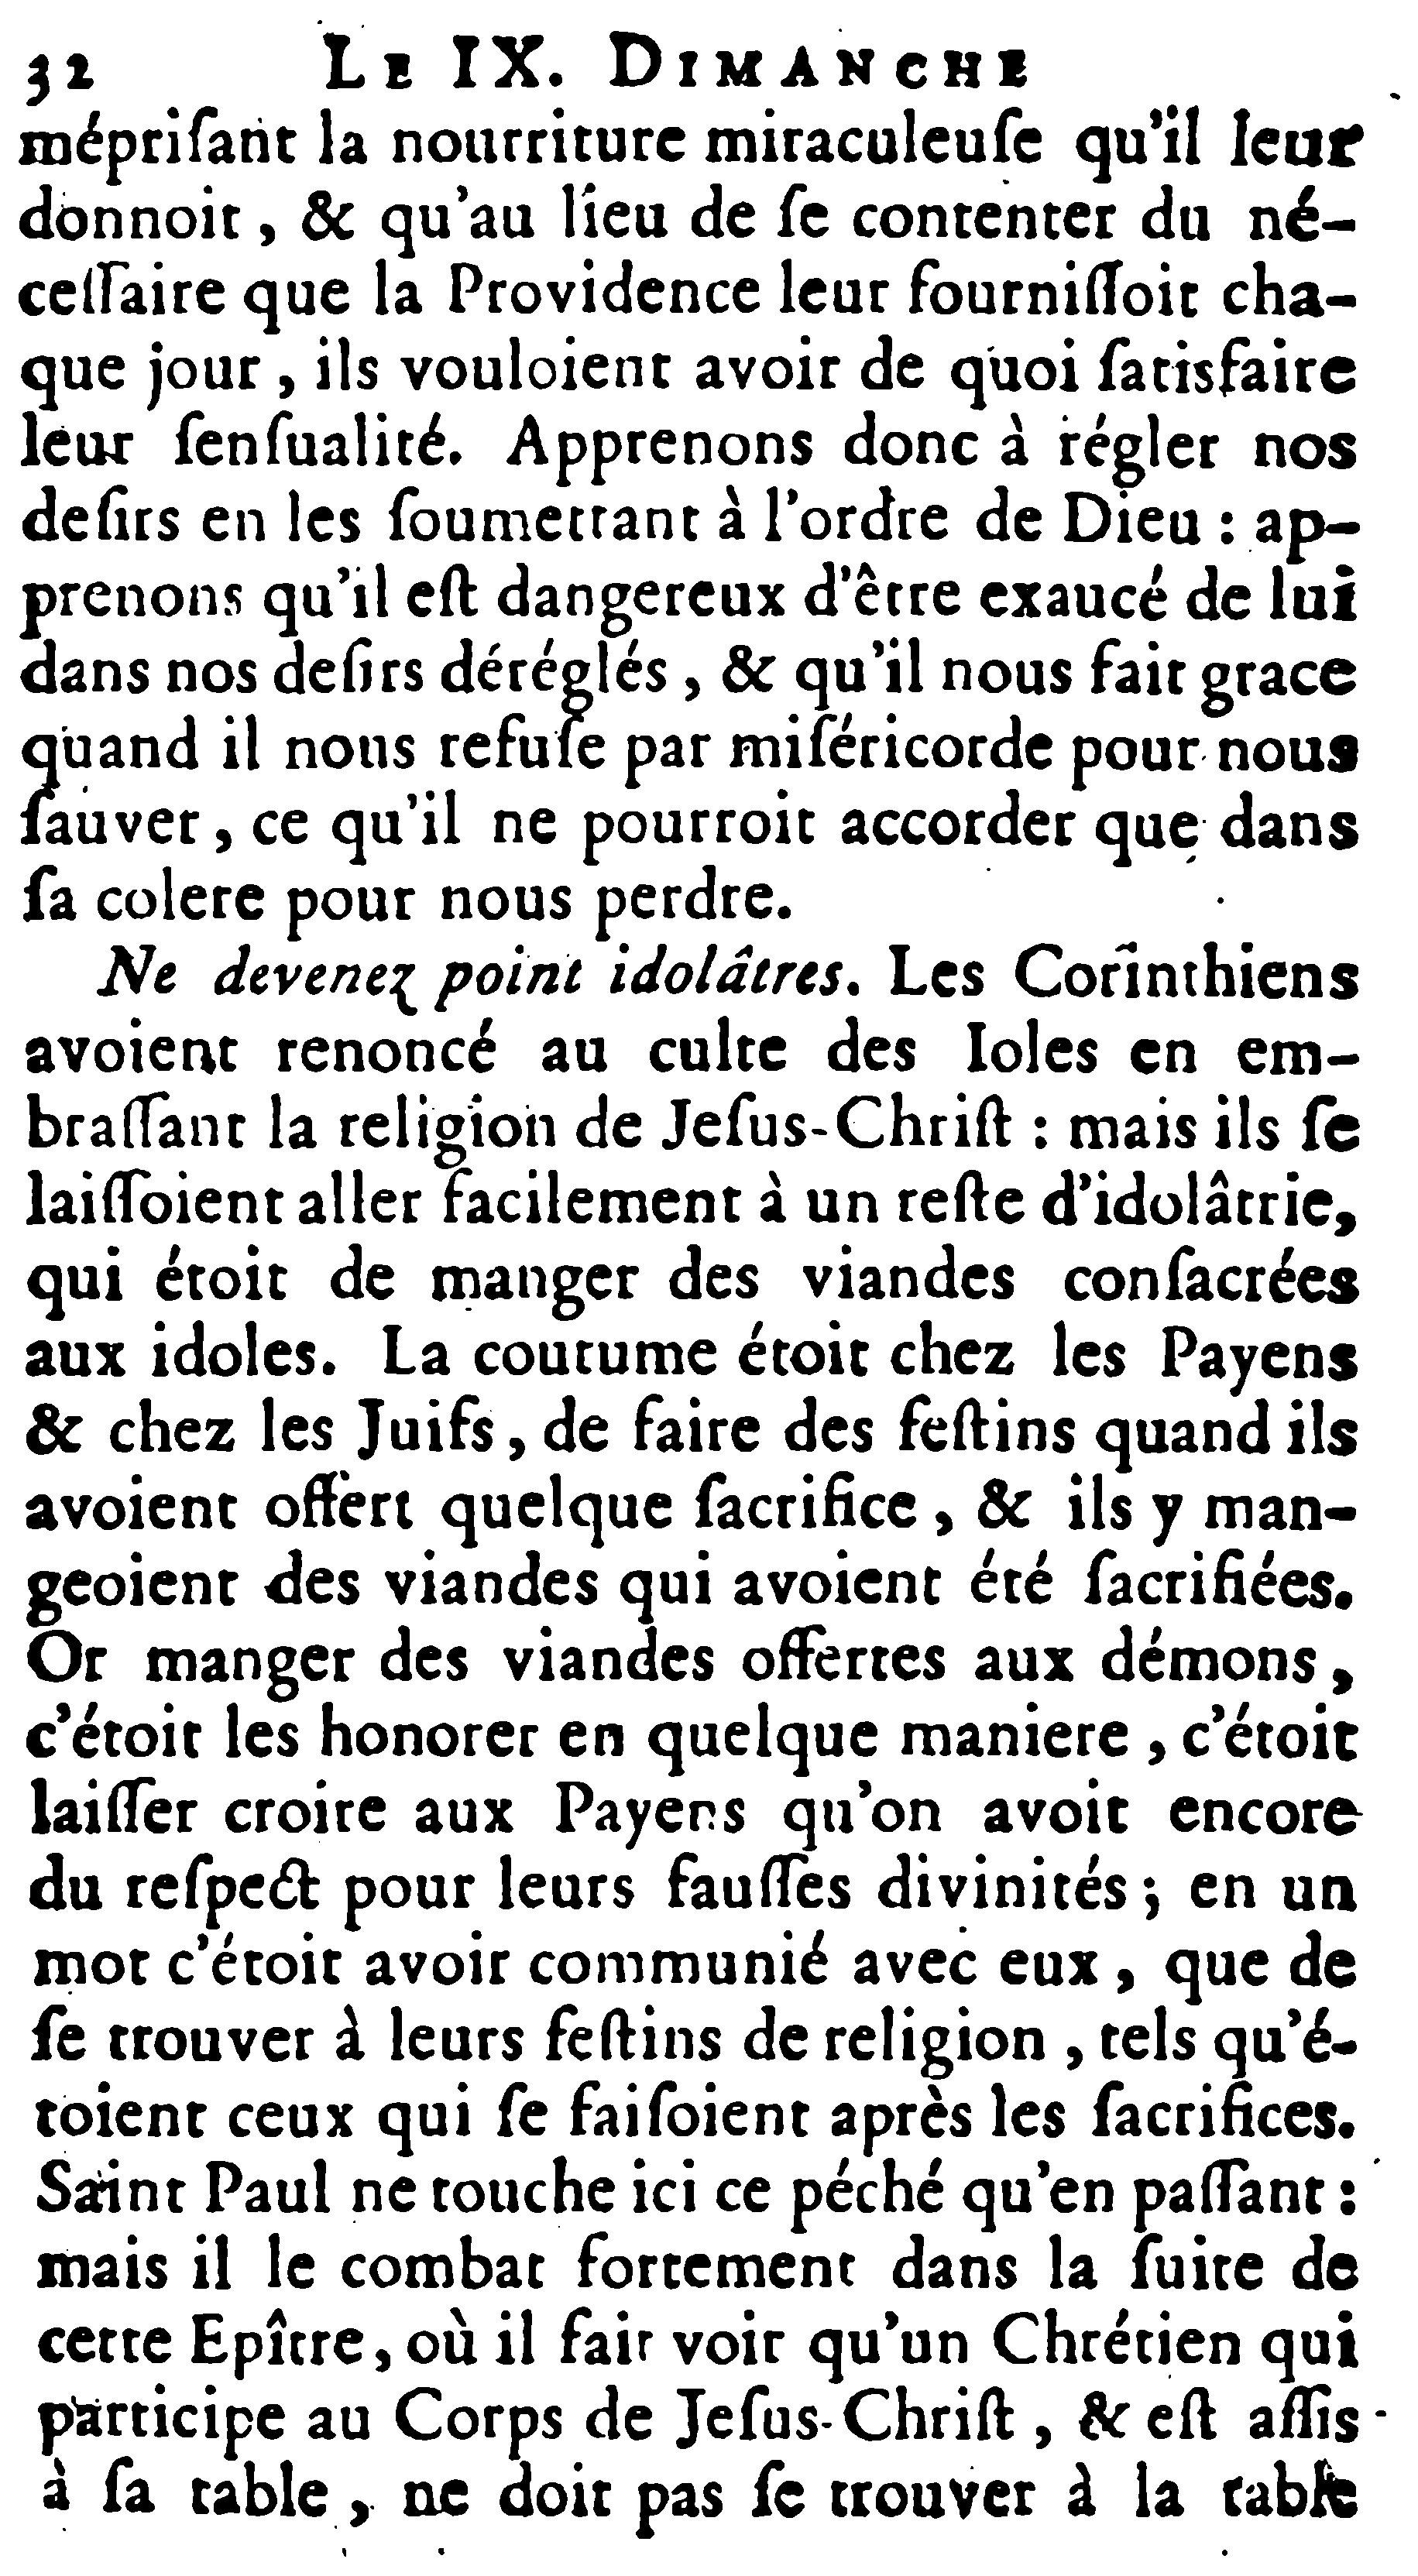 32 LE IX. DIMANCHE
mépriſant la nourriture miraculeuſe qu'il leur
donnoit, & qu'au lieu de ſe contenter du né-
ceſſaire que la Providence leur fourniſſoit cha-
que jour, ils vouloient avoir de quoi ſatisfaire
leur ſenſualité. Apprenons donc à régler nos
deſirs en les ſoumettant à l'ordre de Dieu : ap-
prenons qu'il eſt dangereux d'être exaucé de lui
dans nos deſirs déréglés, & qu'il nous fait grace
quand il nous refuſe par miſéricorde pour nous
ſauver, ce qu'il ne pourroit accorder que dans
ſa colere pour nous perdre.
Ne devenez point idolâtres. Les Corinthiens
avoient renoncé au culte des Ioles en em-
braſſant la religion de Jeſus-Chriſt : mais ils ſe
laiſſoient aller facilement à un reſte d'idolâtrie,
qui étoit de manger des viandes conſacrées
aux idoles. La coutume étoit chez les Payens
& chez les Juifs, de faire des feſtins quand ils
avoient offert quelque ſacrifice, & ils y man-
geoient des viandes qui avoient été ſacrifiées.
Or manger des viandes offertes aux démons,
c'étoit les honorer en quelque maniere, c'étoit
laiſſer croire aux Payens qu'on avoit encore
du reſpect pour leurs fauſſes divinités; en un
mot c'étoit avoir communié avec eux, que de
ſe trouver à leurs feſtins de religion, tels qu'é-
toient ceux qui ſe faiſoient après les ſacrifices.
Saint Paul ne touche ici ce péché qu'en paſſant :
mais il le combat fortement dans la ſuite de
cette Epître, où il fait voir qu'un Chrétien qui
participe au Corps de Jeſus-Chriſt, & eſt aſſis
à ſa table, ne doit pas ſe trouver à la table